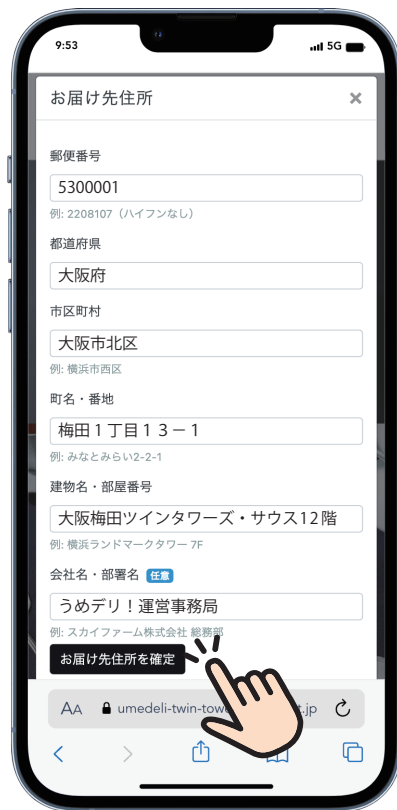 9:53
5G
お届け先住所
×
郵便番号
5300001
例: 2208107（ハイフンなし）
都道府県
大阪府
市区町村
大阪市北区
例: 横浜市西区
町名・番地
梅田１丁目１３－１
例: みなとみらい2-2-1
建物名・部屋番号
大阪梅田ツインタワーズ・サウス12階
例: 横浜ランドマークタワー 7F
会社名・部署名 任意
うめデリ！運営事務局
例: スカイファーム株式会社 総務部
お届け先住所を確定
AA umedeli-twin-tow .jp